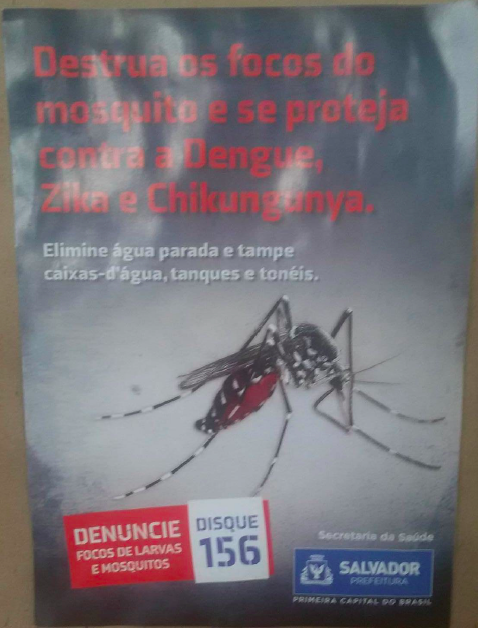 Destrua os focos do
mosquito e se proteja
contra a Dengue,
Zika e Chikungunya.
Elimine água parada e tampe
caixas-d'água, tanques e tonéis.
DENUNCIE
FOCOS DE LARVAS
E MOSQUITOS
DISQUE
156
Secretaria da Saúde
SALVADOR
PREFEITURA
PRIMEIRA CAPITAL DO BRASIL